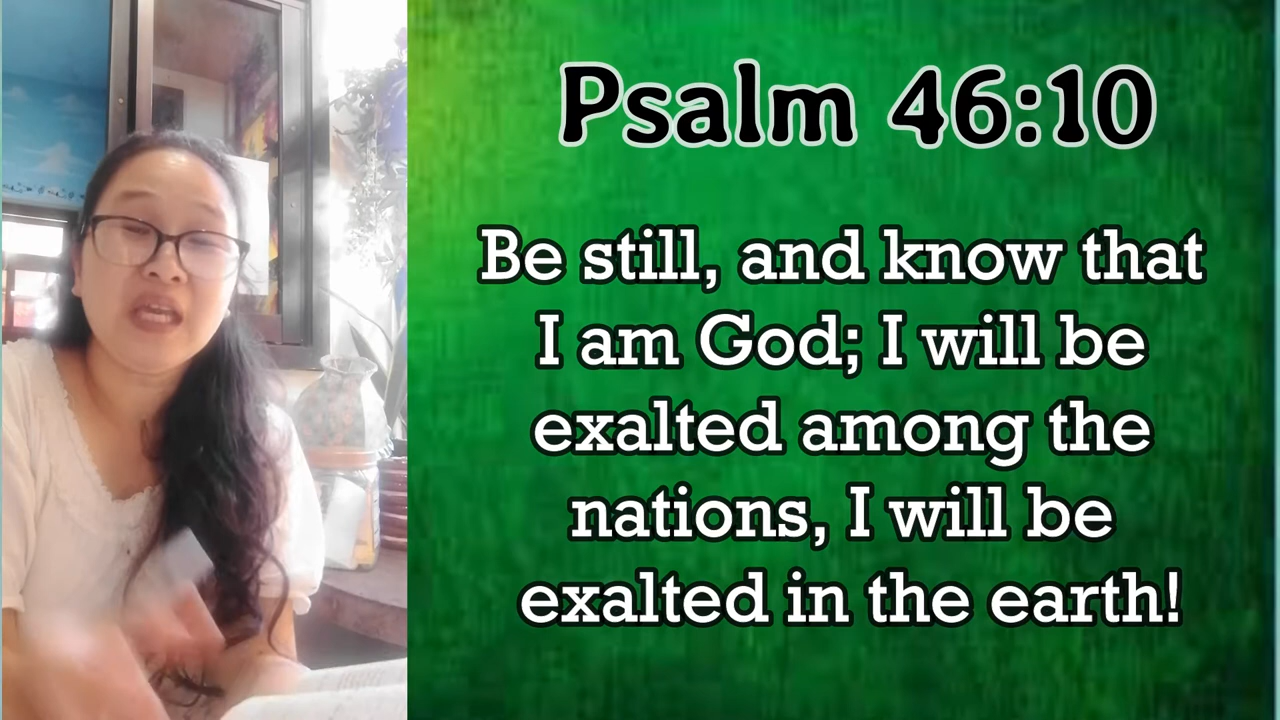 Psalm 46:10
Be still, and know that
I am God; I will be
exalted among the
nations, I will be
exalted in the earth!